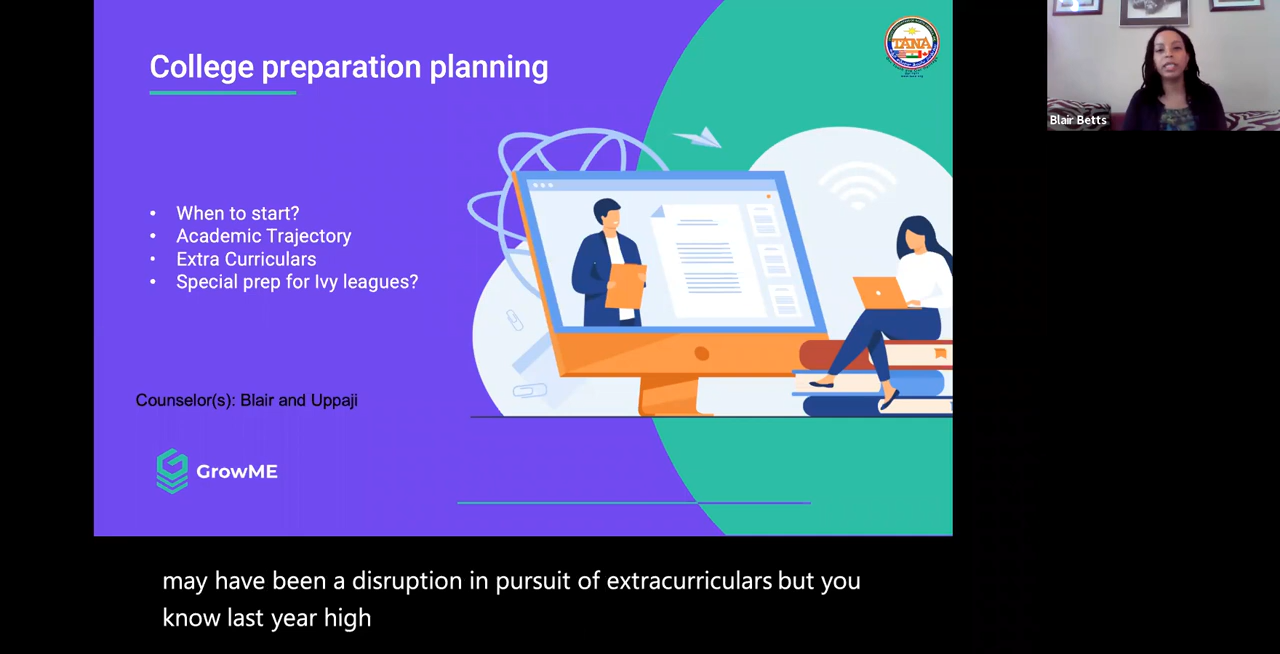 College preparation planning
TANA
Blair Betts
• When to start?
• Academic Trajectory
• Extra Curriculars
• Special prep for Ivy leagues?
Counselor(s): Blair and Uppaji
GrowME
may have been a disruption in pursuit of extracurriculars but you
know last year high